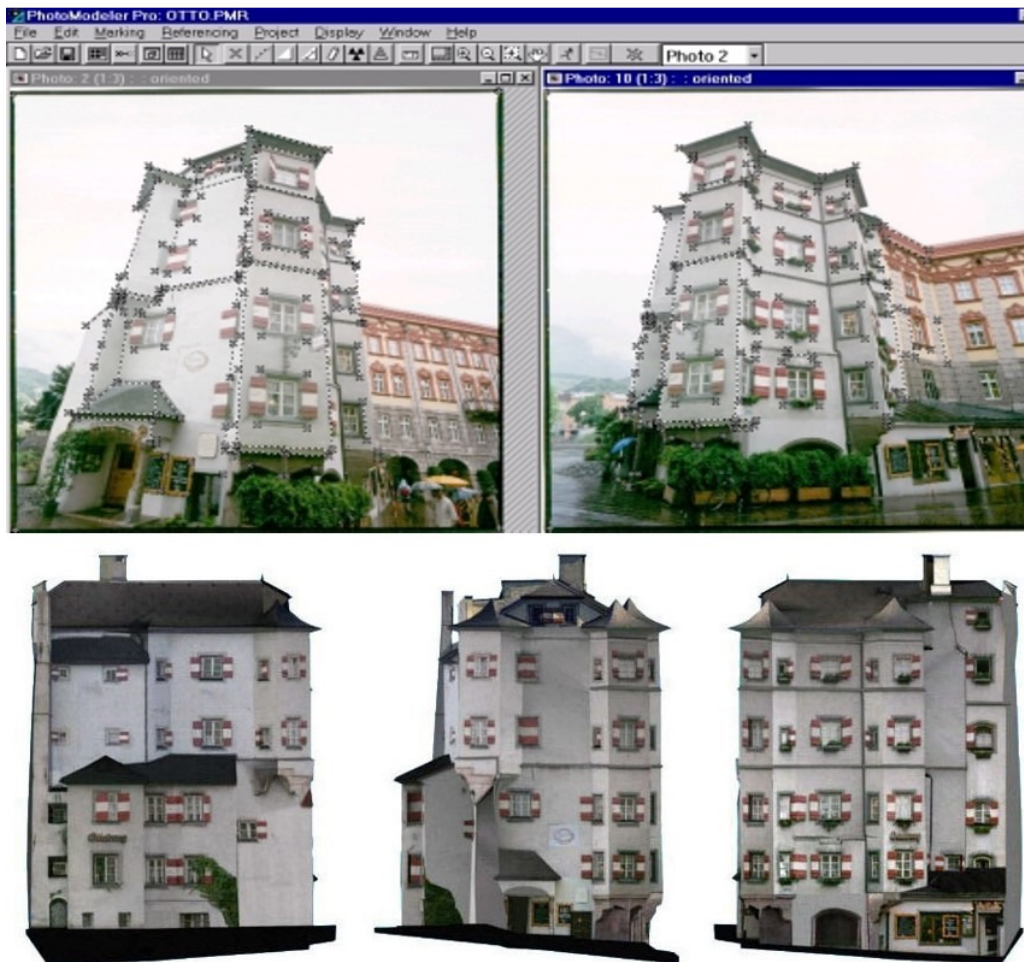 PhotoModeler Pro: OTTO.PMR
File Edit Marking Referencing Project Display Window Help
Photo 2
Photo: 2 (1:3) : : oriented
Photo: 10 (1:3) : : oriented